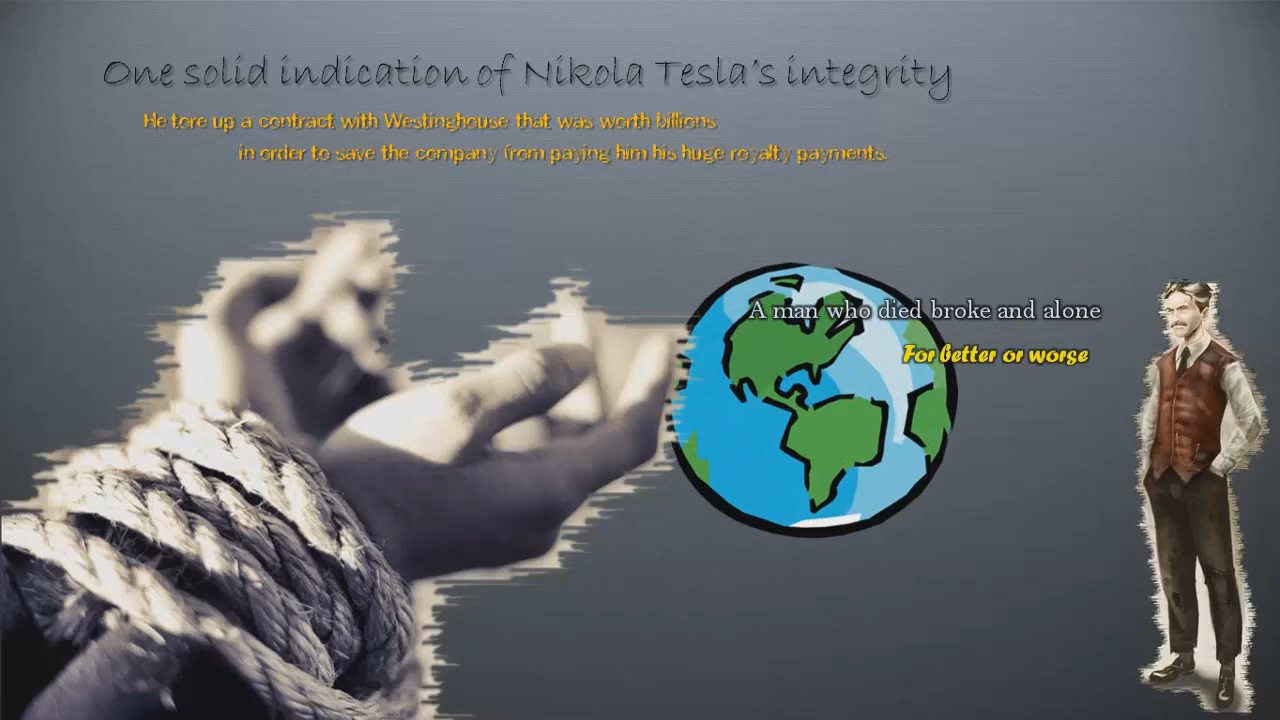 One solid indication of Nikola Tesla's integrity
He tore up a contract with Westinghouse that was worth billions
in order to save the company from paying him his huge royalty payments.
A man who died broke and alone
For better or worse